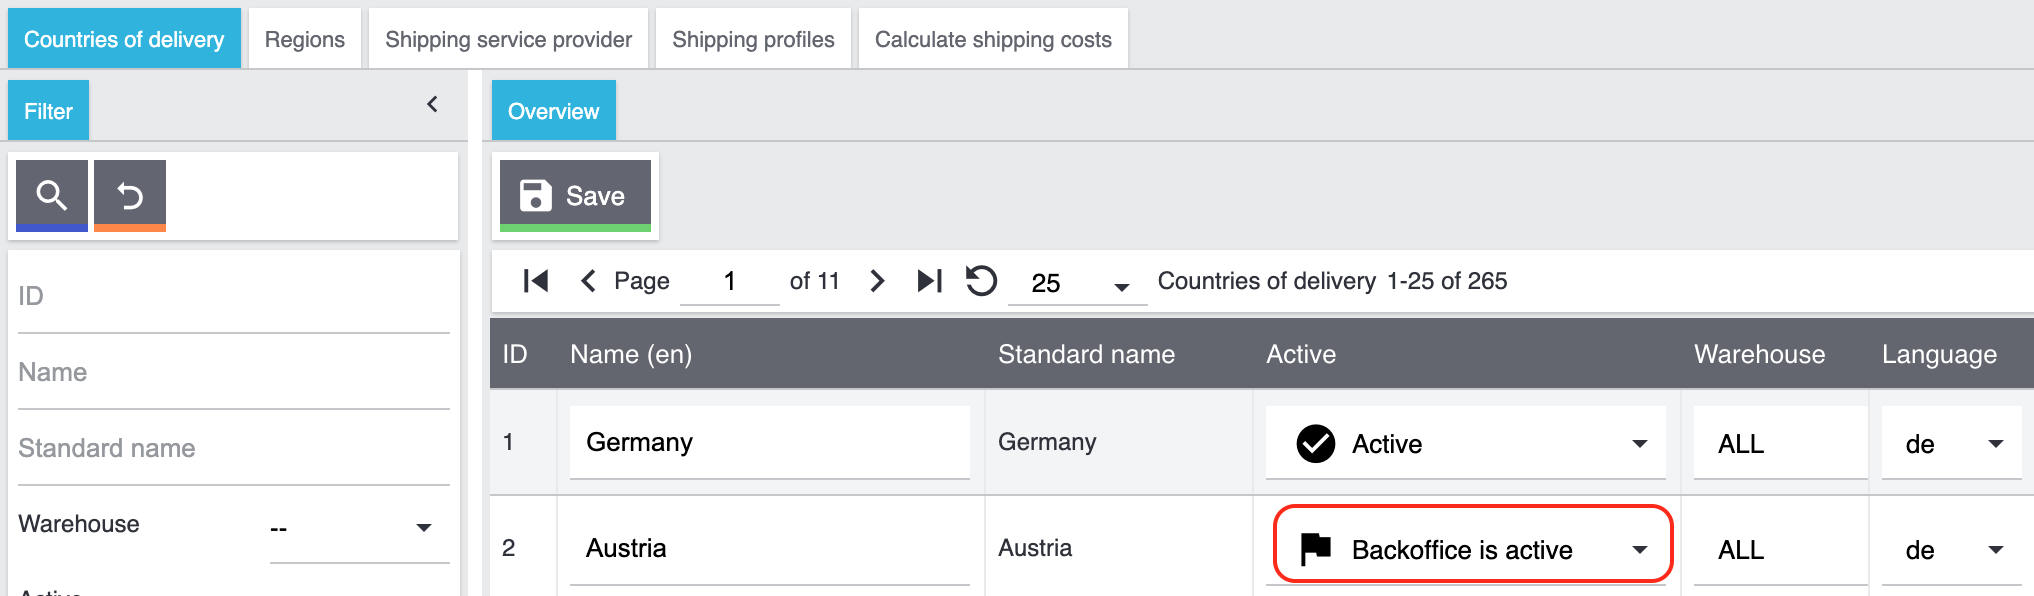 Countries of delivery Regions Shipping service provider Shipping profiles Calculate shipping costs
Filter
Overview
Save
Page 1 of 11 25 Countries of delivery 1-25 of 265
ID
Name
Standard name
Warehouse --
Active
ID Name (en) Standard name Active Warehouse Language
1 Germany Germany Active ALL de
2 Austria Austria Backoffice is active ALL de